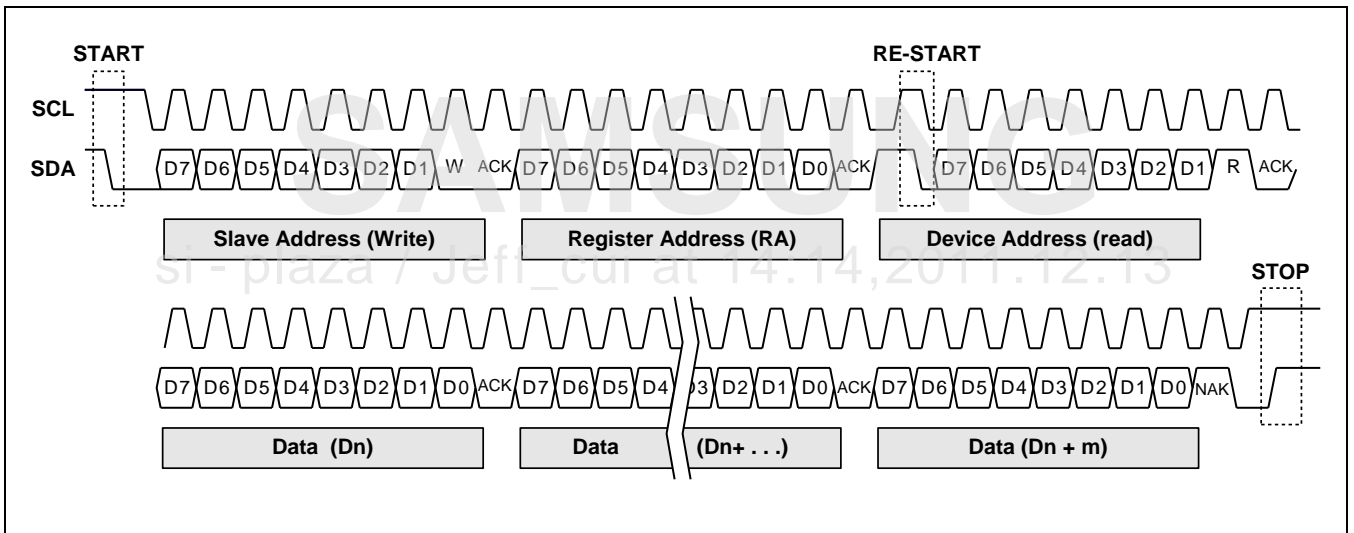 START RE-START
SCL
SDA D7 D6 D5 D4 D3 D2 D1 W ACK D7 D6 D5 D4 D3 D2 D1 D0 ACK D7 D6 D5 D4 D3 D2 D1 R ACK
SAMSUNG
Slave Address (Write) Register Address (RA) Device Address (read)
si - plaza / Jeff_cui at 14:14,2011.12.13
STOP
D7 D6 D5 D4 D3 D2 D1 D0 ACK D7 D6 D5 D4 D3 D2 D1 D0 ACK D7 D6 D5 D4 D3 D2 D1 D0 NAK
Data (Dn) Data (Dn+ . . .) Data (Dn + m)